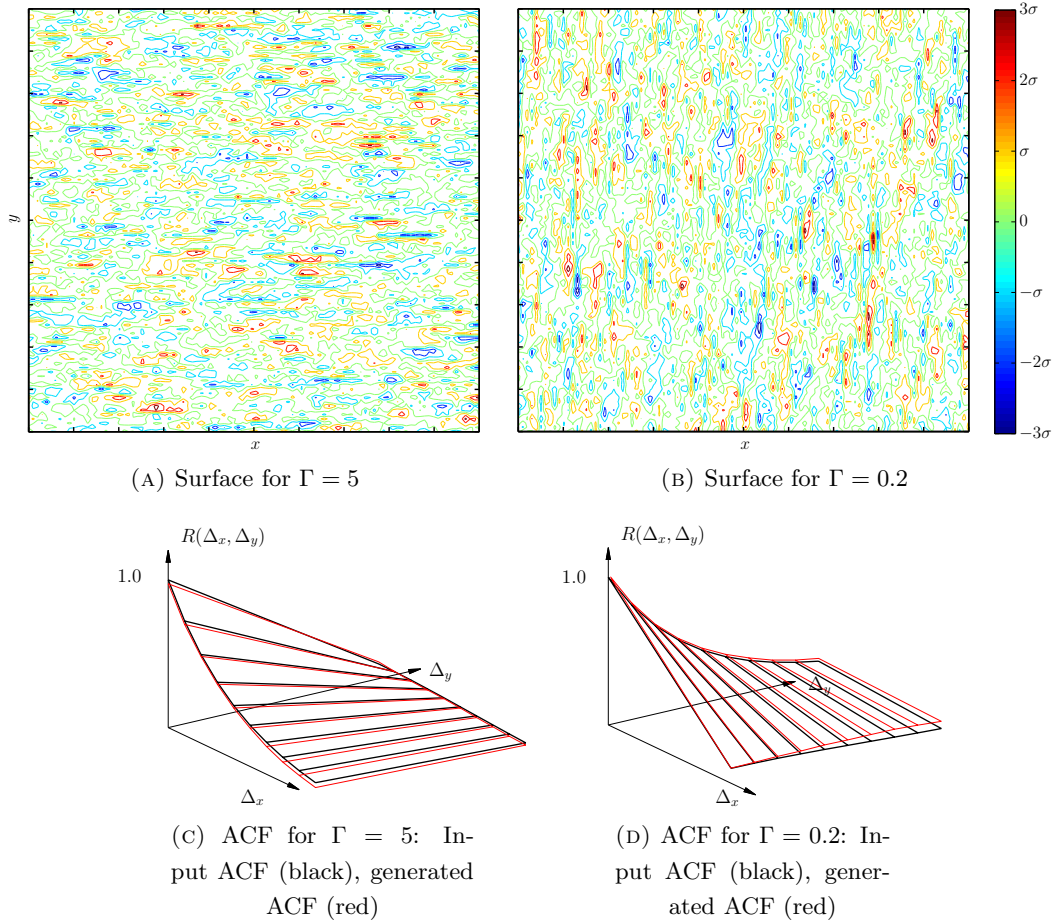 y
x
(A) Surface for Γ = 5
x
(B) Surface for Γ = 0.2
3σ
2σ
σ
0
−σ
−2σ
−3σ
R(Δx, Δy)
1.0
Δy
Δx
(C) ACF for Γ = 5: In-
put ACF (black), generated
ACF (red)
R(Δx, Δy)
1.0
Δy
Δx
(D) ACF for Γ = 0.2: In-
put ACF (black), gener-
ated ACF (red)